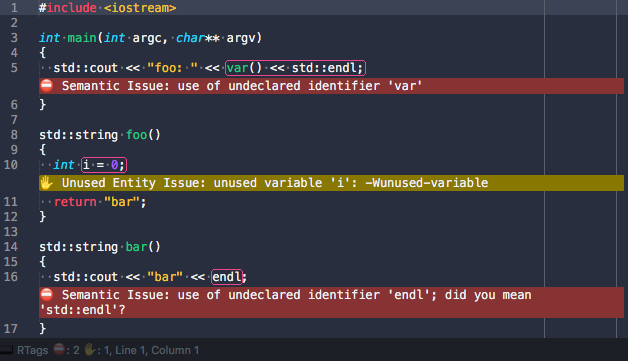 1 #include <iostream>
2
3 int main(int argc, char** argv)
4 {
5 std::cout << "foo: " << var() << std::endl;
⛔ Semantic Issue: use of undeclared identifier 'var'
6 }
7
8 std::string foo()
9 {
10 int i = 0;
✋ Unused Entity Issue: unused variable 'i': -Wunused-variable
11 return "bar";
12 }
13
14 std::string bar()
15 {
16 std::cout << "bar" << endl;
⛔ Semantic Issue: use of undeclared identifier 'endl'; did you mean
'std::endl'?
17 }
RTags ⛔: 2 ✋: 1, Line 1, Column 1